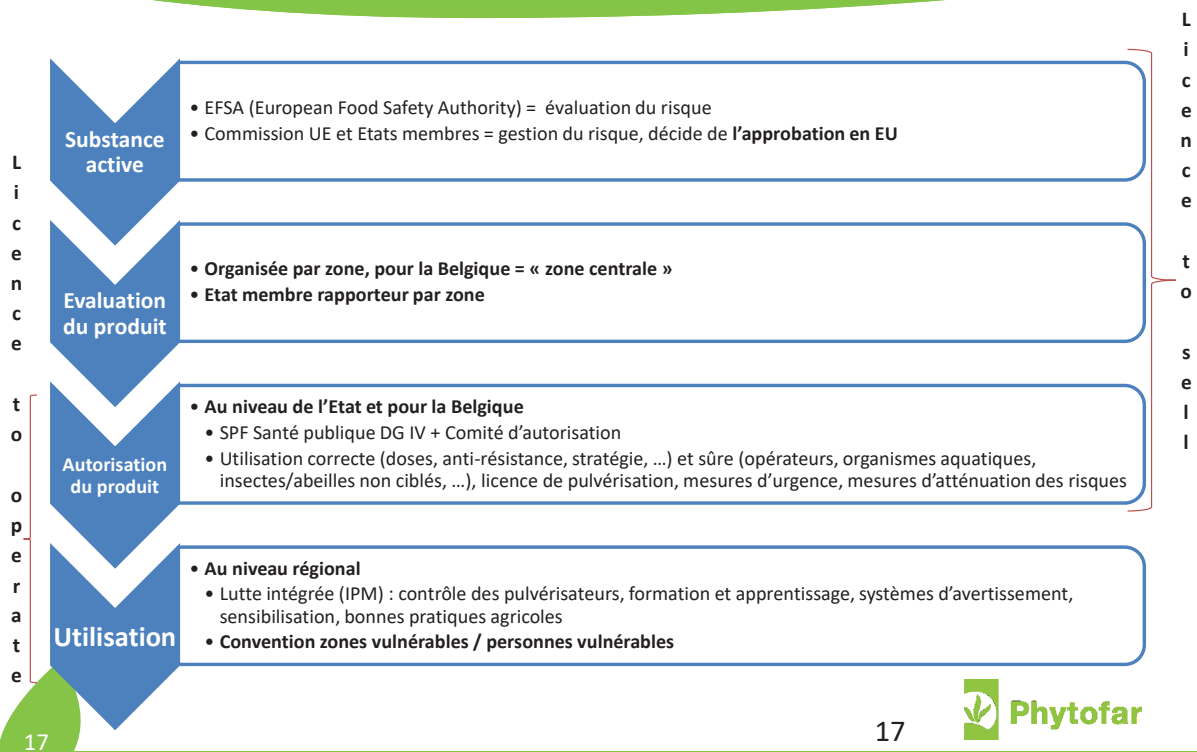 Licence to operate
Substance
active
• EFSA (European Food Safety Authority) = évaluation du risque
• Commission UE et Etats membres = gestion du risque, décide de l'approbation en EU
Evaluation
du produit
• Organisée par zone, pour la Belgique = « zone centrale »
• Etat membre rapporteur par zone
Autorisation
du produit
• Au niveau de l'Etat et pour la Belgique
• SPF Santé publique DG IV + Comité d'autorisation
• Utilisation correcte (doses, anti-résistance, stratégie, …) et sûre (opérateurs, organismes aquatiques,
insectes/abeilles non ciblés, …), licence de pulvérisation, mesures d'urgence, mesures d'atténuation des risques
Utilisation
• Au niveau régional
• Lutte intégrée (IPM) : contrôle des pulvérisateurs, formation et apprentissage, systèmes d'avertissement,
sensibilisation, bonnes pratiques agricoles
• Convention zones vulnérables / personnes vulnérables
Licence to sell
17
17
Phytofar